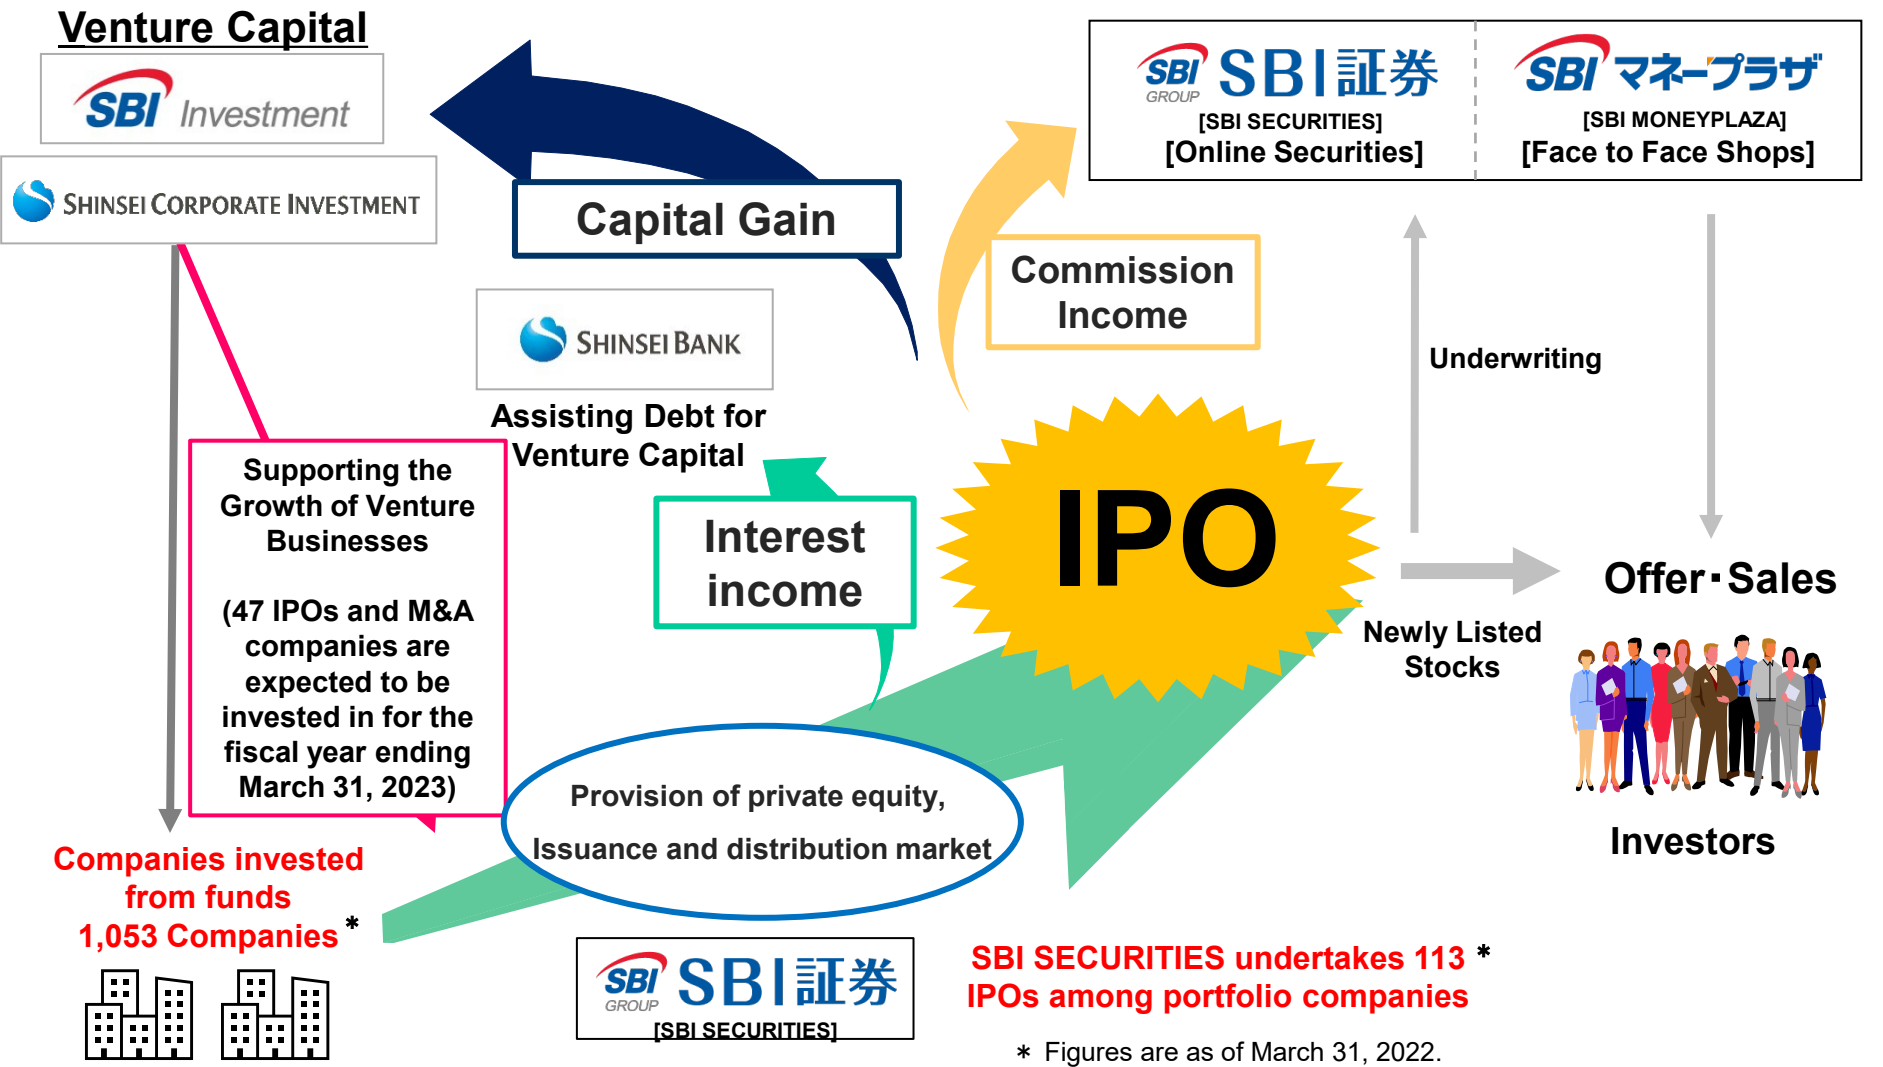 Venture Capital
SBI Investment
SHINSEI CORPORATE INVESTMENT
Capital Gain
SHINSEI BANK
Assisting Debt for
Venture Capital
Interest
income
Commission
Income
SBI GROUP SBI証券
[SBI SECURITIES]
[Online Securities]
SBI マネープラザ
[SBI MONEYPLAZA]
[Face to Face Shops]
Underwriting
IPO
Newly Listed
Stocks
Offer・Sales
Investors
Supporting the
Growth of Venture
Businesses
(47 IPOs and M&A
companies are
expected to be
invested in for the
fiscal year ending
March 31, 2023)
Provision of private equity,
Issuance and distribution market
Companies invested
from funds
1,053 Companies＊
SBI GROUP SBI証券
[SBI SECURITIES]
SBI SECURITIES undertakes 113＊
IPOs among portfolio companies
＊ Figures are as of March 31, 2022.